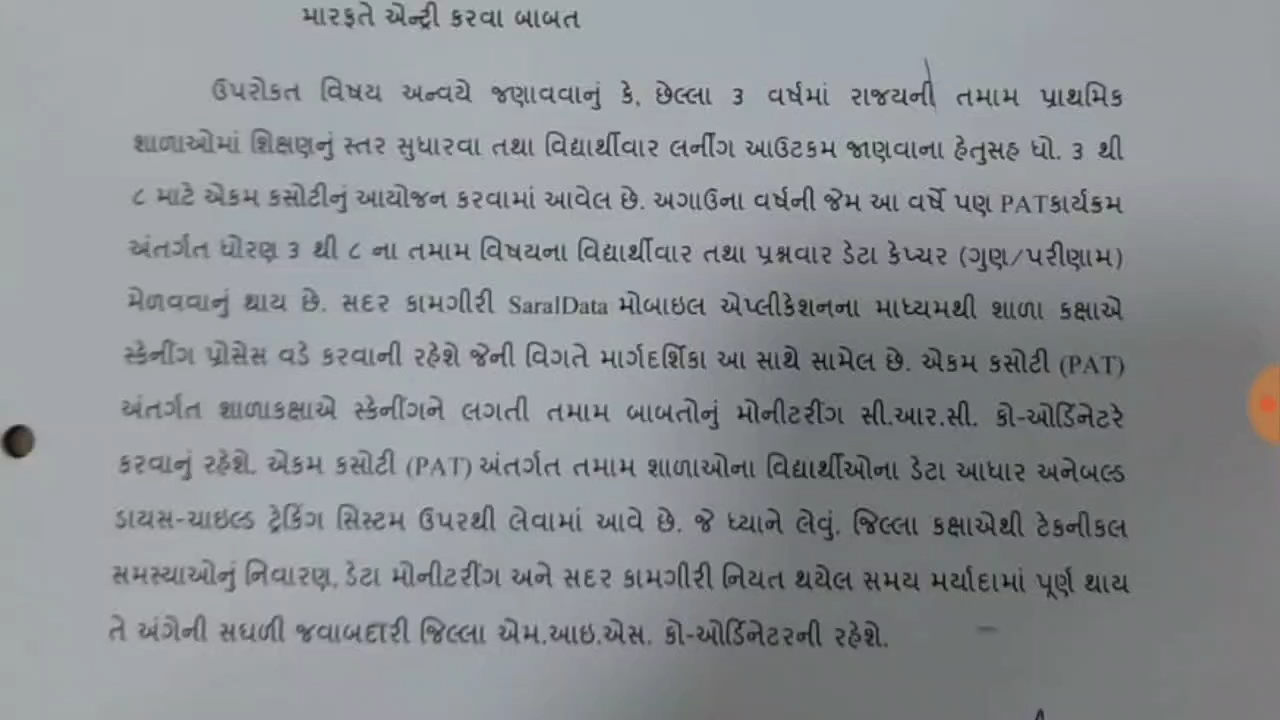 મારફતે એન્ટ્રી કરવા બાબત
ઉપરોક્ત વિષય અન્વયે જણાવવાનું કે, છેલ્લા ૩ વર્ષમાં રાજયની તમામ પ્રાથમિક
શાળાઓમાં શિક્ષણનું સ્તર સુધારવા તથા વિદ્યાર્થીવાર લર્નીંગ આઉટકમ જાણવાના હેતુસહ ધો. ૩ થી
૮ માટે એકમ કસોટીનું આયોજન કરવામાં આવેલ છે. અગાઉના વર્ષની જેમ આ વર્ષે પણ PATકાર્યકમ
અંતર્ગત ધોરણ ૩ થી ૮ ના તમામ વિષયના વિદ્યાર્થીવાર તથા પ્રશ્નવાર ડેટા કેપ્ચર (ગુણ/પરીણામ)
મેળવવાનું થાય છે. સદર કામગીરી SaralData મોબાઇલ એપ્લીકેશનના માધ્યમથી શાળા કક્ષાએ
સ્કેનીંગ પ્રોસેસ વડે કરવાની રહેશે જેની વિગતે માર્ગદર્શિકા આ સાથે સામેલ છે. એકમ કસોટી (PAT)
અંતર્ગત શાળાકક્ષાએ સ્કેનીંગને લગતી તમામ બાબતોનું મોનીટરીંગ સી.આર.સી. કો-ઓર્ડિનેટરે
કરવાનું રહેશે. એકમ કસોટી (PAT) અંતર્ગત તમામ શાળાઓના વિદ્યાર્થીઓના ડેટા આધાર અનેબલ્ડ
ડાયસ-ચાઇલ્ડ ટ્રેકિંગ સિસ્ટમ ઉપરથી લેવામાં આવે છે. જે ધ્યાને લેવું. જિલ્લા કક્ષાએથી ટેકનીકલ
સમસ્યાઓનું નિવારણ, ડેટા મોનીટરીંગ અને સદર કામગીરી નિયત થયેલ સમય મર્યાદામાં પૂર્ણ થાય
તે અંગેની સઘળી જવાબદારી જિલ્લા એમ.આઇ.એસ. કો-ઓર્ડિનેટરની રહેશે.